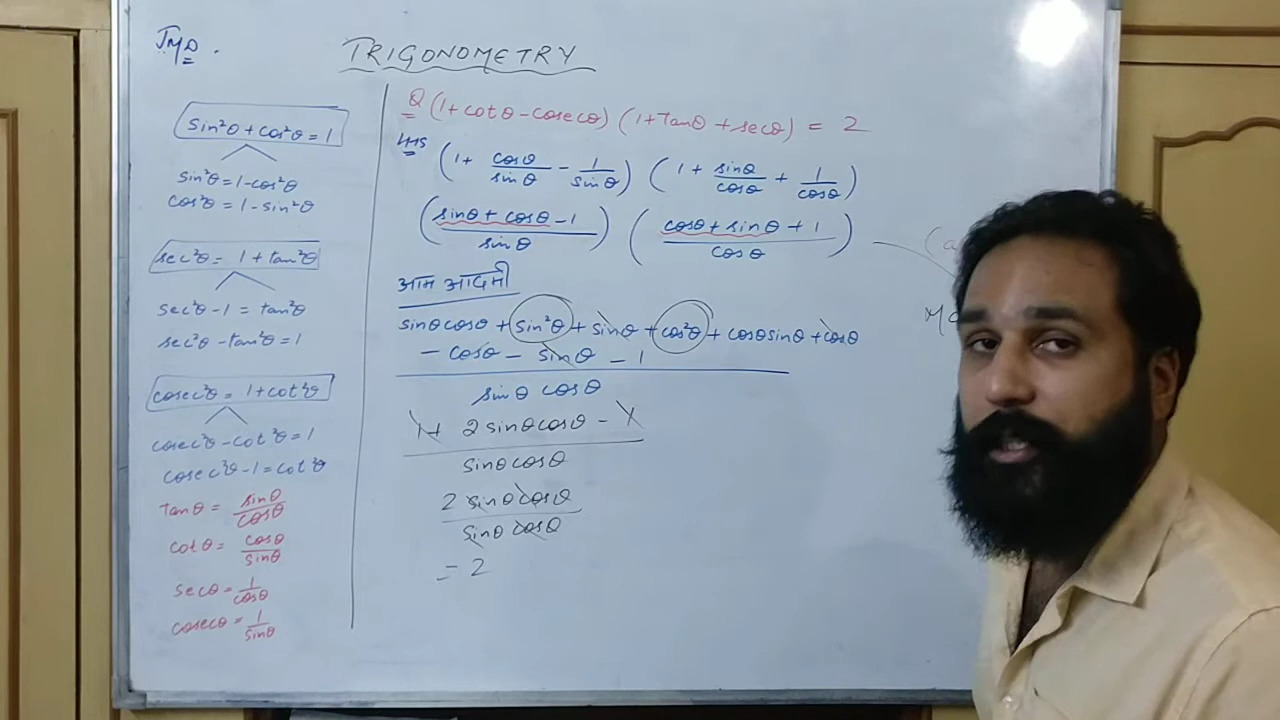 JMD.
TRIGONOMETRY
sin²θ + cos²θ = 1
sin²θ = 1 - cos²θ
cos²θ = 1 - sin²θ
sec²θ = 1 + tan²θ
sec²θ - 1 = tan²θ
sec²θ - tan²θ = 1
cosec²θ = 1 + cot²θ
cosec²θ - cot²θ = 1
cosec²θ - 1 = cot²θ
tanθ = sinθ/cosθ
cotθ = cosθ/sinθ
secθ = 1/cosθ
cosecθ = 1/sinθ
Q (1 + cotθ - cosecθ) (1 + Tanθ + secθ) = 2
LHS (1 + cosθ/sinθ - 1/sinθ) (1 + sinθ/cosθ + 1/cosθ)
((sinθ + cosθ - 1)/sinθ) ((cosθ + sinθ + 1)/cosθ)
आम आदमी
sinθcosθ + sin²θ + sinθ + cos²θ + cosθsinθ + cosθ
- cosθ - sinθ - 1
sinθ cosθ
1 + 2 sinθcosθ - 1
sinθcosθ
2 sinθcosθ
sinθ cosθ
= 2